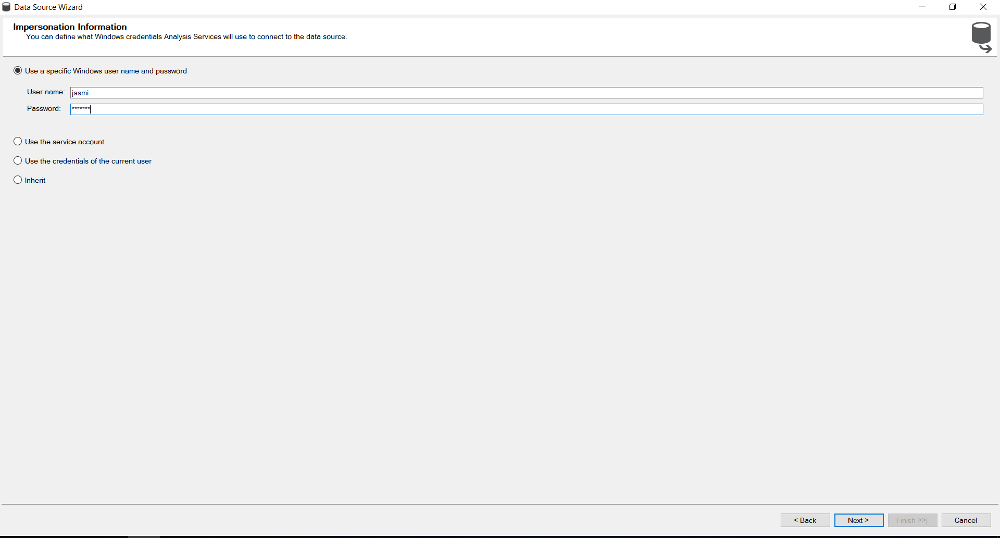 Data Source Wizard
Impersonation Information
You can define what Windows credentials Analysis Services will use to connect to the data source.
Use a specific Windows user name and password
User name: jasmi
Password: *******
Use the service account
Use the credentials of the current user
Inherit
< Back Next > Finish >>| Cancel